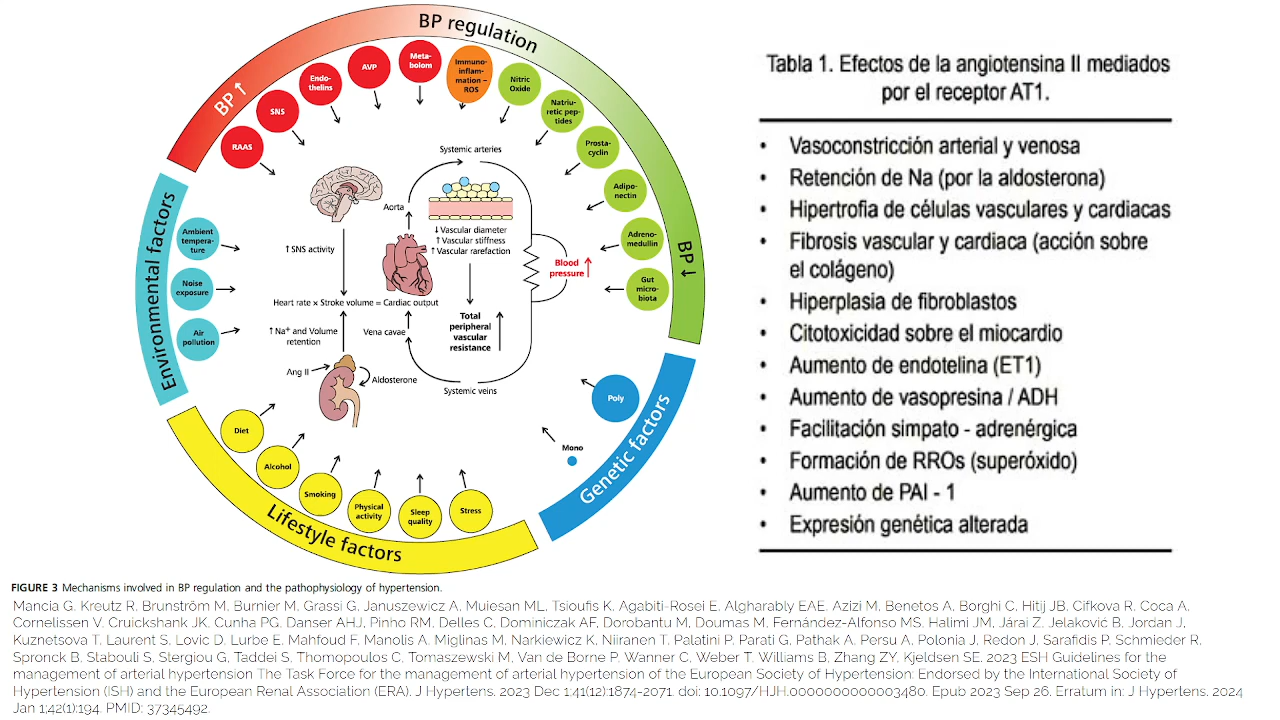 BP regulation
BP ↑
BP ↓
RAAS
SNS
Endo-
thelins
AVP
Meta-
bolom
Immuno-
inflam-
mation –
ROS
Nitric
Oxide
Natriu-
retic pep-
tides
Prosta-
cyclin
Adipo-
nectin
Adreno-
medullin
Gut
micro-
biota
Environmental factors
Ambient
tempera-
ture
Noise
exposure
Air
pollution
Systemic arteries
Aorta
↑ SNS activity
↓ Vascular diameter
↑ Vascular stiffness
↑ Vascular rarefaction
Blood
pressure ↑
Heart rate × Stroke volume = Cardiac output
↑ Na⁺ and Volume
retention
Vena cavae
Total
peripheral
vascular
resistance
Ang II
Aldosterone
Systemic veins
Lifestyle factors
Diet
Alcohol
Smoking
Physical
activity
Sleep
quality
Stress
Genetic factors
Poly
Mono
Tabla 1. Efectos de la angiotensina II mediados
por el receptor AT1.
• Vasoconstricción arterial y venosa
• Retención de Na (por la aldosterona)
• Hipertrofia de células vasculares y cardiacas
• Fibrosis vascular y cardiaca (acción sobre
el colágeno)
• Hiperplasia de fibroblastos
• Citotoxicidad sobre el miocardio
• Aumento de endotelina (ET1)
• Aumento de vasopresina / ADH
• Facilitación simpato - adrenérgica
• Formación de RROs (superóxido)
• Aumento de PAI - 1
• Expresión genética alterada
FIGURE 3 Mechanisms involved in BP regulation and the pathophysiology of hypertension.
Mancia G, Kreutz R, Brunström M, Burnier M, Grassi G, Januszewicz A, Muiesan ML, Tsioufis K, Agabiti-Rosei E, Algharably EAE, Azizi M, Benetos A, Borghi C, Hitij JB, Cifkova R, Coca A,
Cornelissen V, Cruickshank JK, Cunha PG, Danser AHJ, Pinho RM, Delles C, Dominiczak AF, Dorobantu M, Doumas M, Fernández-Alfonso MS, Halimi JM, Járai Z, Jelaković B, Jordan J,
Kuznetsova T, Laurent S, Lovic D, Lurbe E, Mahfoud F, Manolis A, Miglinas M, Narkiewicz K, Niiranen T, Palatini P, Parati G, Pathak A, Persu A, Polonia J, Redon J, Sarafidis P, Schmieder R,
Spronck B, Stabouli S, Stergiou G, Taddei S, Thomopoulos C, Tomaszewski M, Van de Borne P, Wanner C, Weber T, Williams B, Zhang ZY, Kjeldsen SE. 2023 ESH Guidelines for the
management of arterial hypertension The Task Force for the management of arterial hypertension of the European Society of Hypertension: Endorsed by the International Society of
Hypertension (ISH) and the European Renal Association (ERA). J Hypertens. 2023 Dec 1;41(12):1874-2071. doi: 10.1097/HJH.0000000000003480. Epub 2023 Sep 26. Erratum in: J Hypertens. 2024
Jan 1;42(1):194. PMID: 37345492.